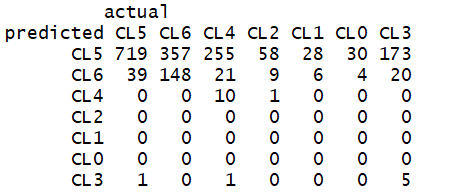 actual
predicted CL5 CL6 CL4 CL2 CL1 CL0 CL3
CL5 719 357 255 58 28 30 173
CL6 39 148 21 9 6 4 20
CL4 0 0 10 1 0 0 0
CL2 0 0 0 0 0 0 0
CL1 0 0 0 0 0 0 0
CL0 0 0 0 0 0 0 0
CL3 1 0 1 0 0 0 5